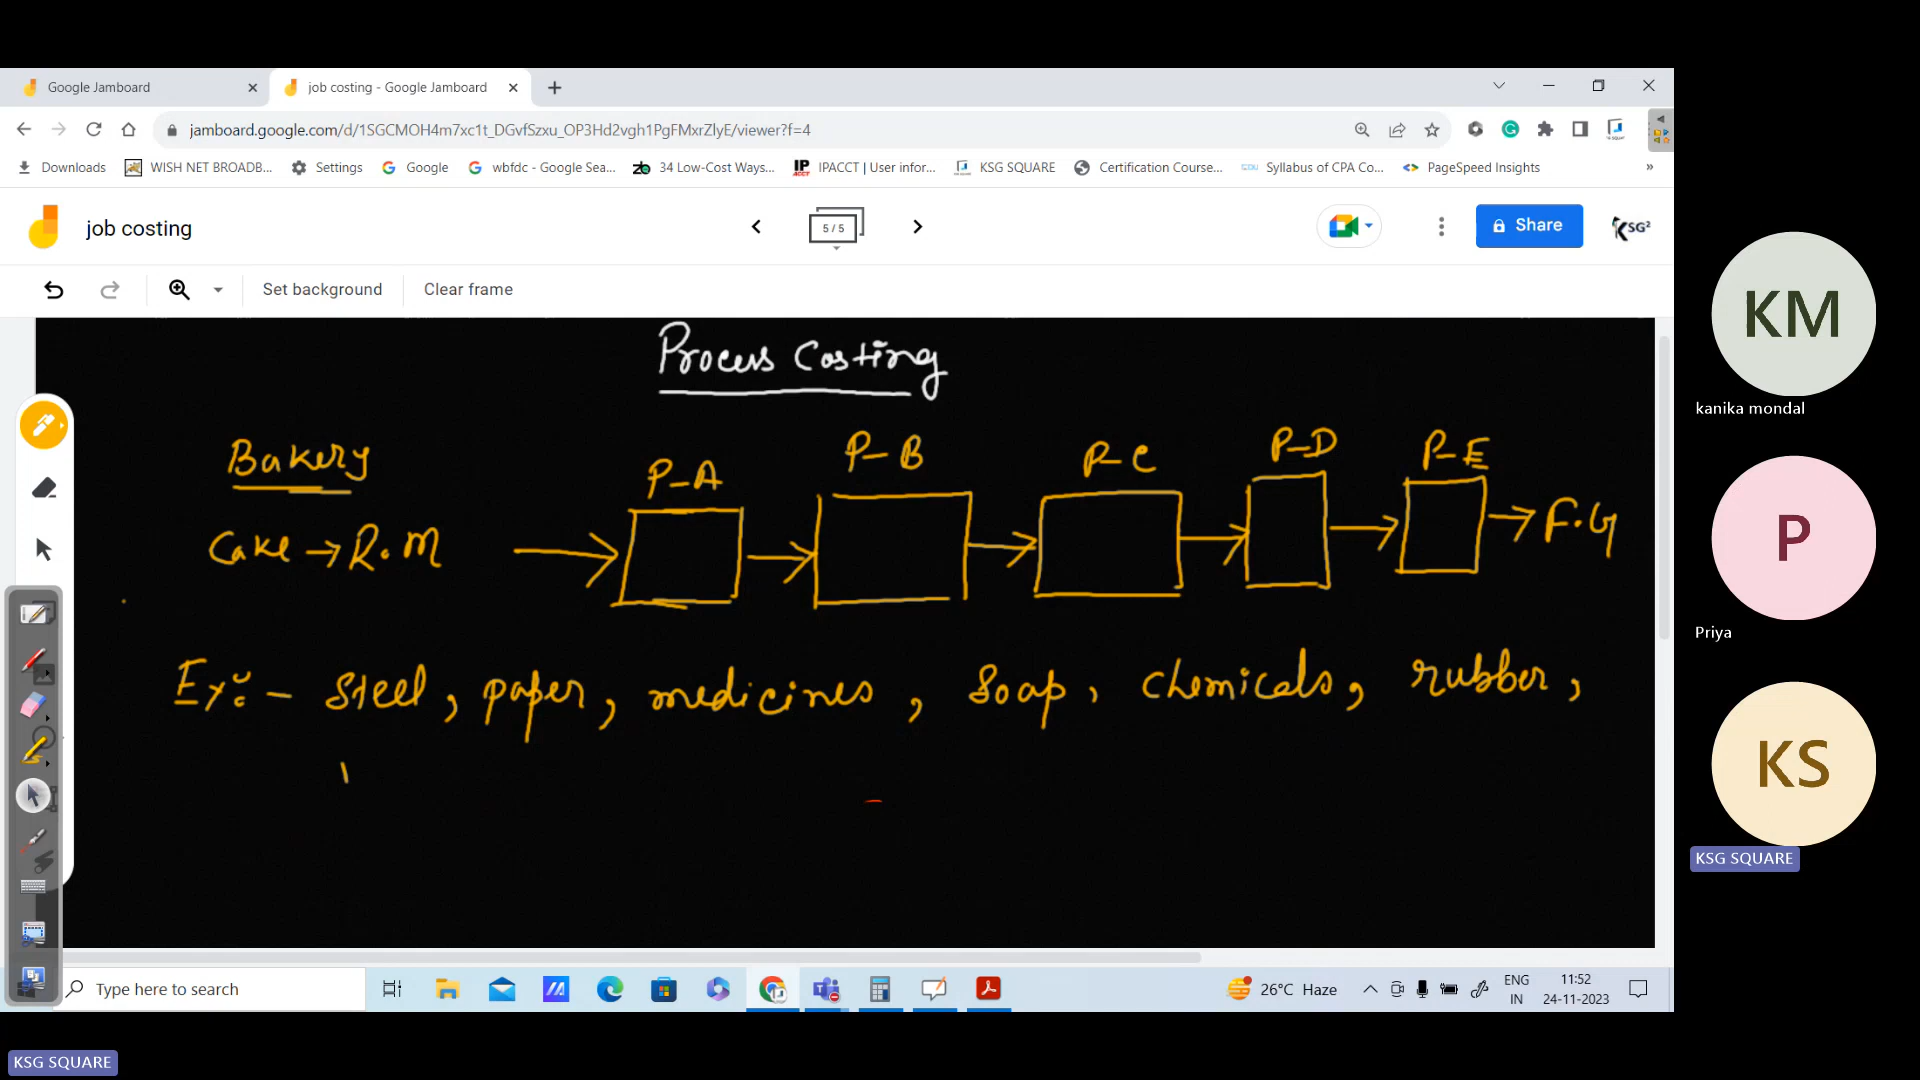 Google Jamboard
job costing - Google Jamboard
jamboard.google.com/d/1SGCMOH4m7xc1t_DGvfSzxu_OP3Hd2vgh1PgFMxrZlyE/viewer?f=4
Downloads WISH NET BROADB... Settings Google wbfdc - Google Sea... 34 Low-Cost Ways... IPACCT | User infor... KSG SQUARE Certification Course... Syllabus of CPA Co... PageSpeed Insights »
job costing 5 / 5 Share KSG²
Set background Clear frame
Process Costing
Bakery P-A P-B P-C P-D P-E
Cake → R.M F.G
Ex:- Steel, paper, medicines, Soap, chemicals, rubber,
KM
kanika mondal
P
Priya
KS
KSG SQUARE
Type here to search 26°C Haze ENG IN 11:52 24-11-2023
KSG SQUARE